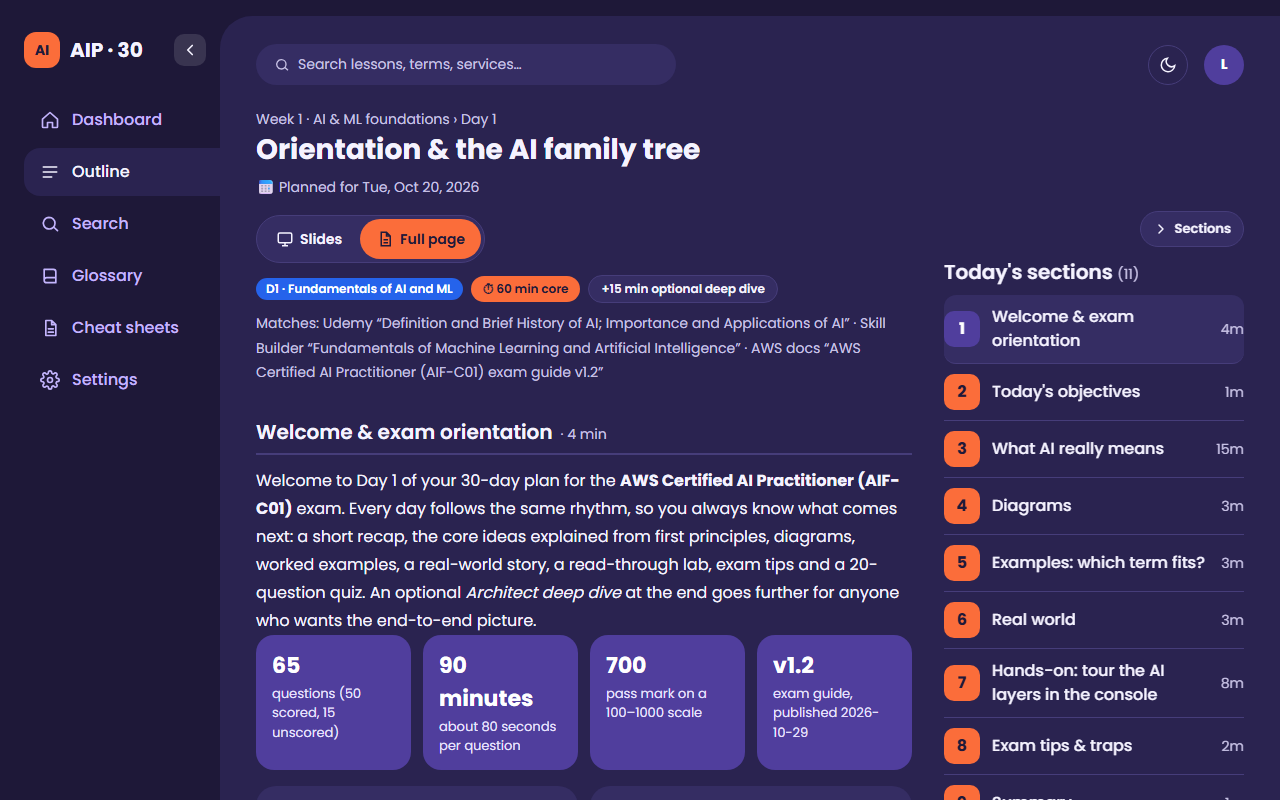 AI AIP · 30
Dashboard
Outline
Search
Glossary
Cheat sheets
Settings
Search lessons, terms, services…
L
Week 1 · AI & ML foundations › Day 1
Orientation & the AI family tree
Planned for Tue, Oct 20, 2026
Slides
Full page
Sections
D1 · Fundamentals of AI and ML
60 min core
+15 min optional deep dive
Matches: Udemy “Definition and Brief History of AI; Importance and Applications of AI” · Skill
Builder “Fundamentals of Machine Learning and Artificial Intelligence” · AWS docs “AWS
Certified AI Practitioner (AIF-C01) exam guide v1.2”
Welcome & exam orientation · 4 min
Welcome to Day 1 of your 30-day plan for the AWS Certified AI Practitioner (AIF-
C01) exam. Every day follows the same rhythm, so you always know what comes
next: a short recap, the core ideas explained from first principles, diagrams,
worked examples, a real-world story, a read-through lab, exam tips and a 20-
question quiz. An optional Architect deep dive at the end goes further for anyone
who wants the end-to-end picture.
65
questions (50
scored, 15
unscored)
90
minutes
about 80 seconds
per question
700
pass mark on a
100–1000 scale
v1.2
exam guide,
published 2026-
10-29
Today's sections (11)
1 Welcome & exam
orientation 4m
2 Today's objectives 1m
3 What AI really means 15m
4 Diagrams 3m
5 Examples: which term fits? 3m
6 Real world 3m
7 Hands-on: tour the AI
layers in the console 8m
8 Exam tips & traps 2m